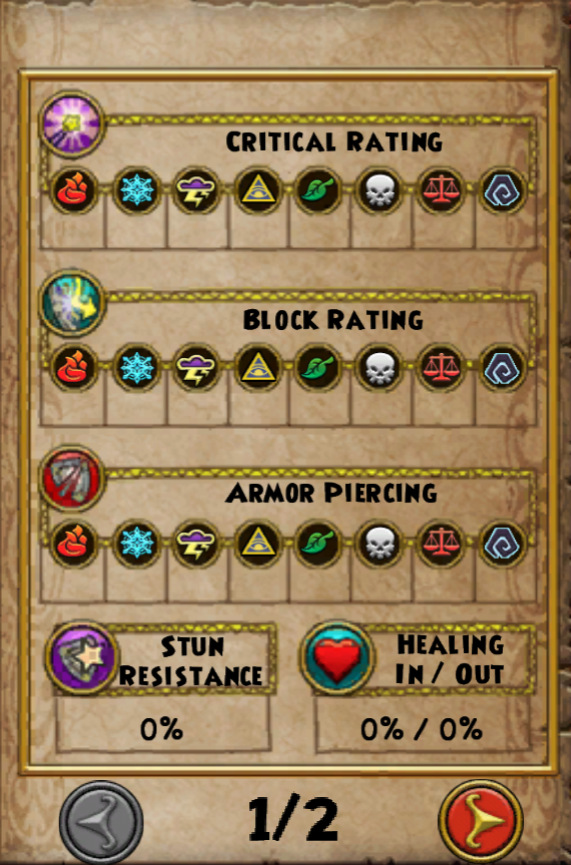 CRITICAL RATING
BLOCK RATING
ARMOR PIERCING
STUN
RESISTANCE
0%
HEALING
IN / OUT
0% / 0%
1/2